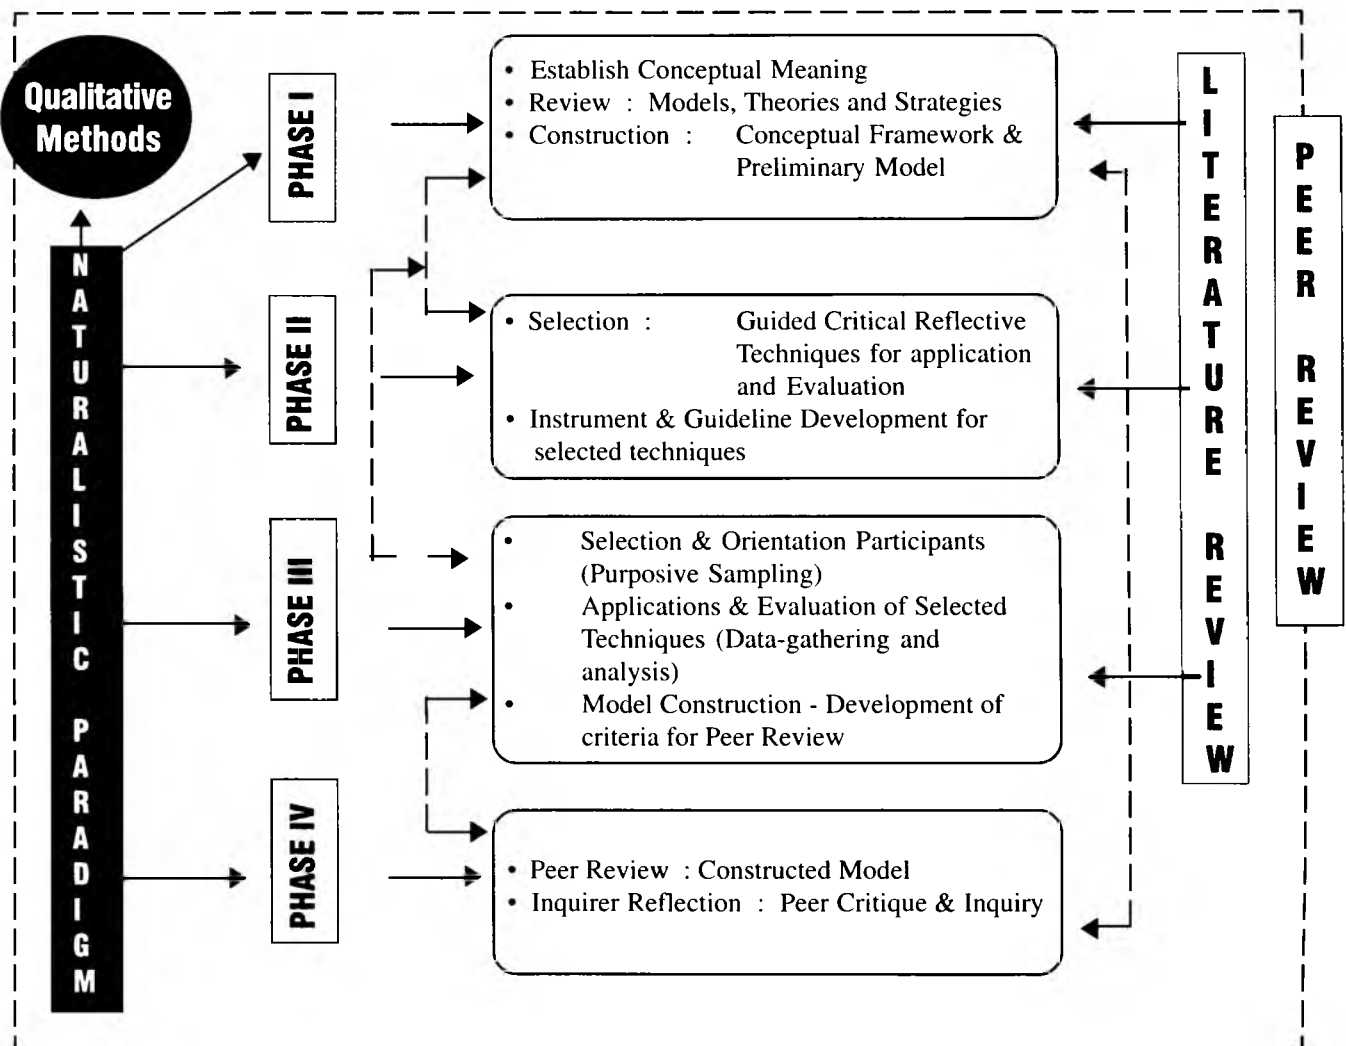 Qualitative
Methods
NATURALISTIC PARADIGM
PHASE I
• Establish Conceptual Meaning
• Review : Models, Theories and Strategies
• Construction : Conceptual Framework &
Preliminary Model
PHASE II
• Selection : Guided Critical Reflective
Techniques for application
and Evaluation
• Instrument & Guideline Development for
selected techniques
PHASE III
• Selection & Orientation Participants
(Purposive Sampling)
• Applications & Evaluation of Selected
Techniques (Data-gathering and
analysis)
• Model Construction - Development of
criteria for Peer Review
PHASE IV
• Peer Review : Constructed Model
• Inquirer Reflection : Peer Critique & Inquiry
LITERATURE REVIEW
PEER REVIEW